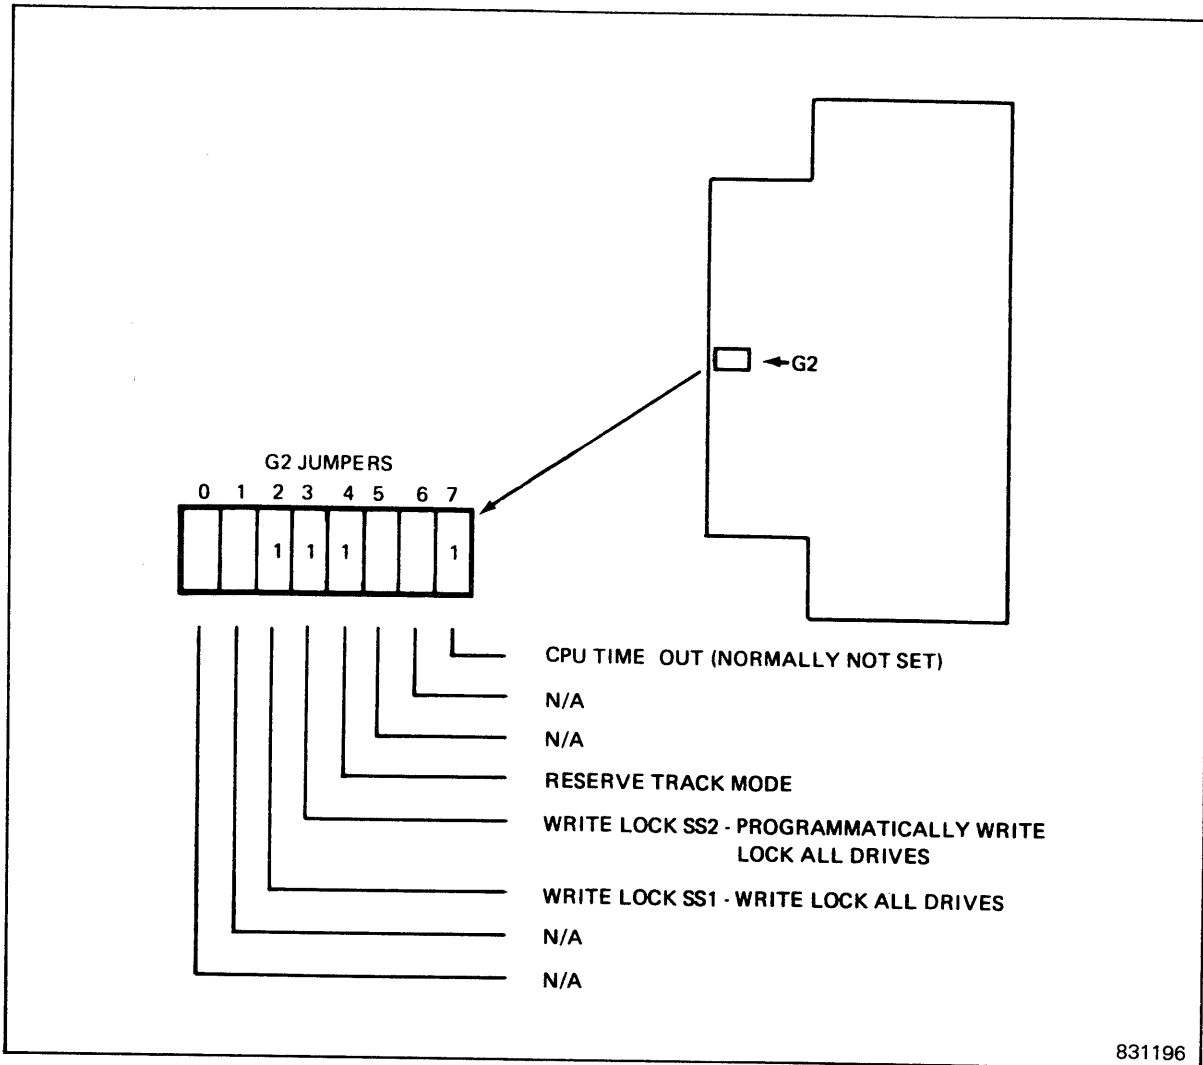 G2
G2 JUMPERS
0 1 2 3 4 5 6 7
1 1 1 1
CPU TIME OUT (NORMALLY NOT SET)
N/A
N/A
RESERVE TRACK MODE
WRITE LOCK SS2 - PROGRAMMATICALLY WRITE
LOCK ALL DRIVES
WRITE LOCK SS1 - WRITE LOCK ALL DRIVES
N/A
N/A
831196